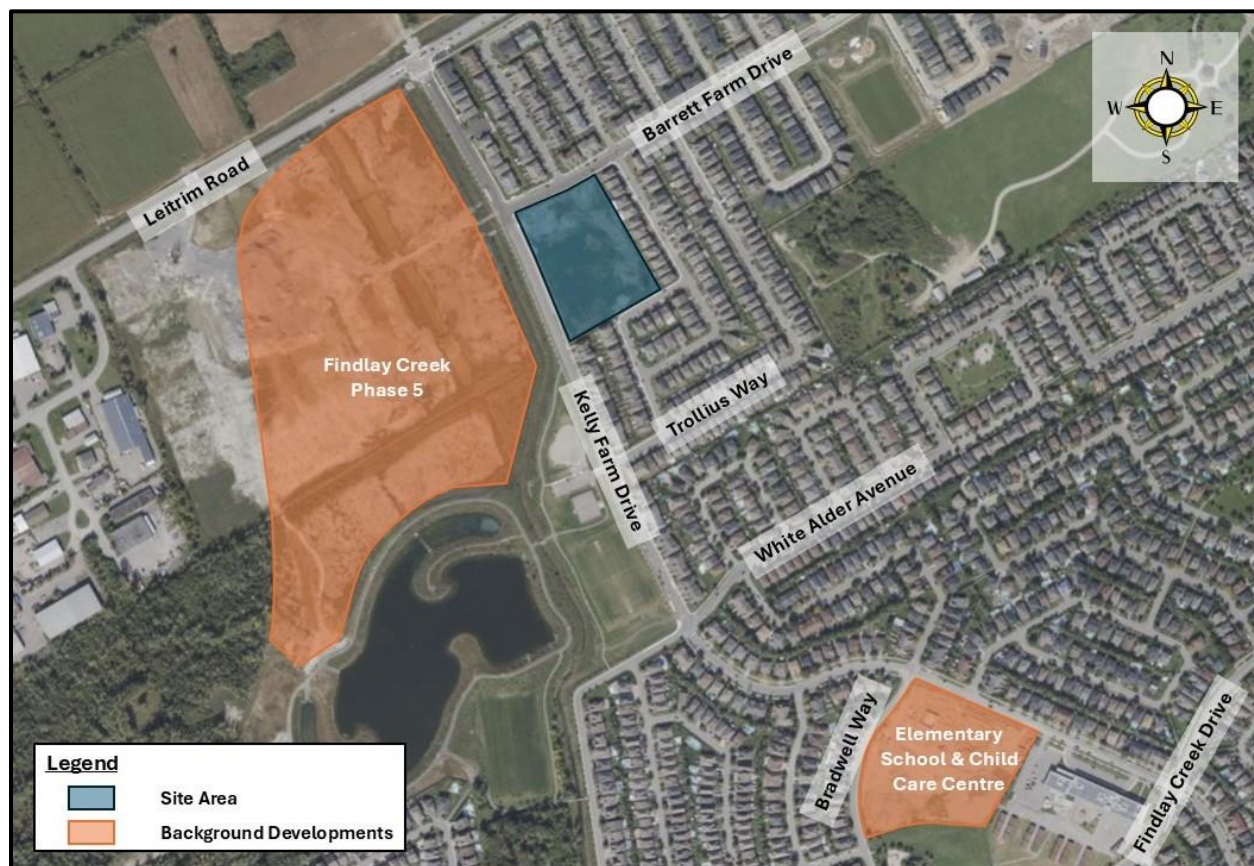 N
W E
S
Barrett Farm Drive
Leitrim Road
Findlay Creek
Phase 5
Kelly Farm Drive
Trollius Way
White Alder Avenue
Bradwell Way
Elementary
School & Child
Care Centre
Findlay Creek Drive
Legend
Site Area
Background Developments